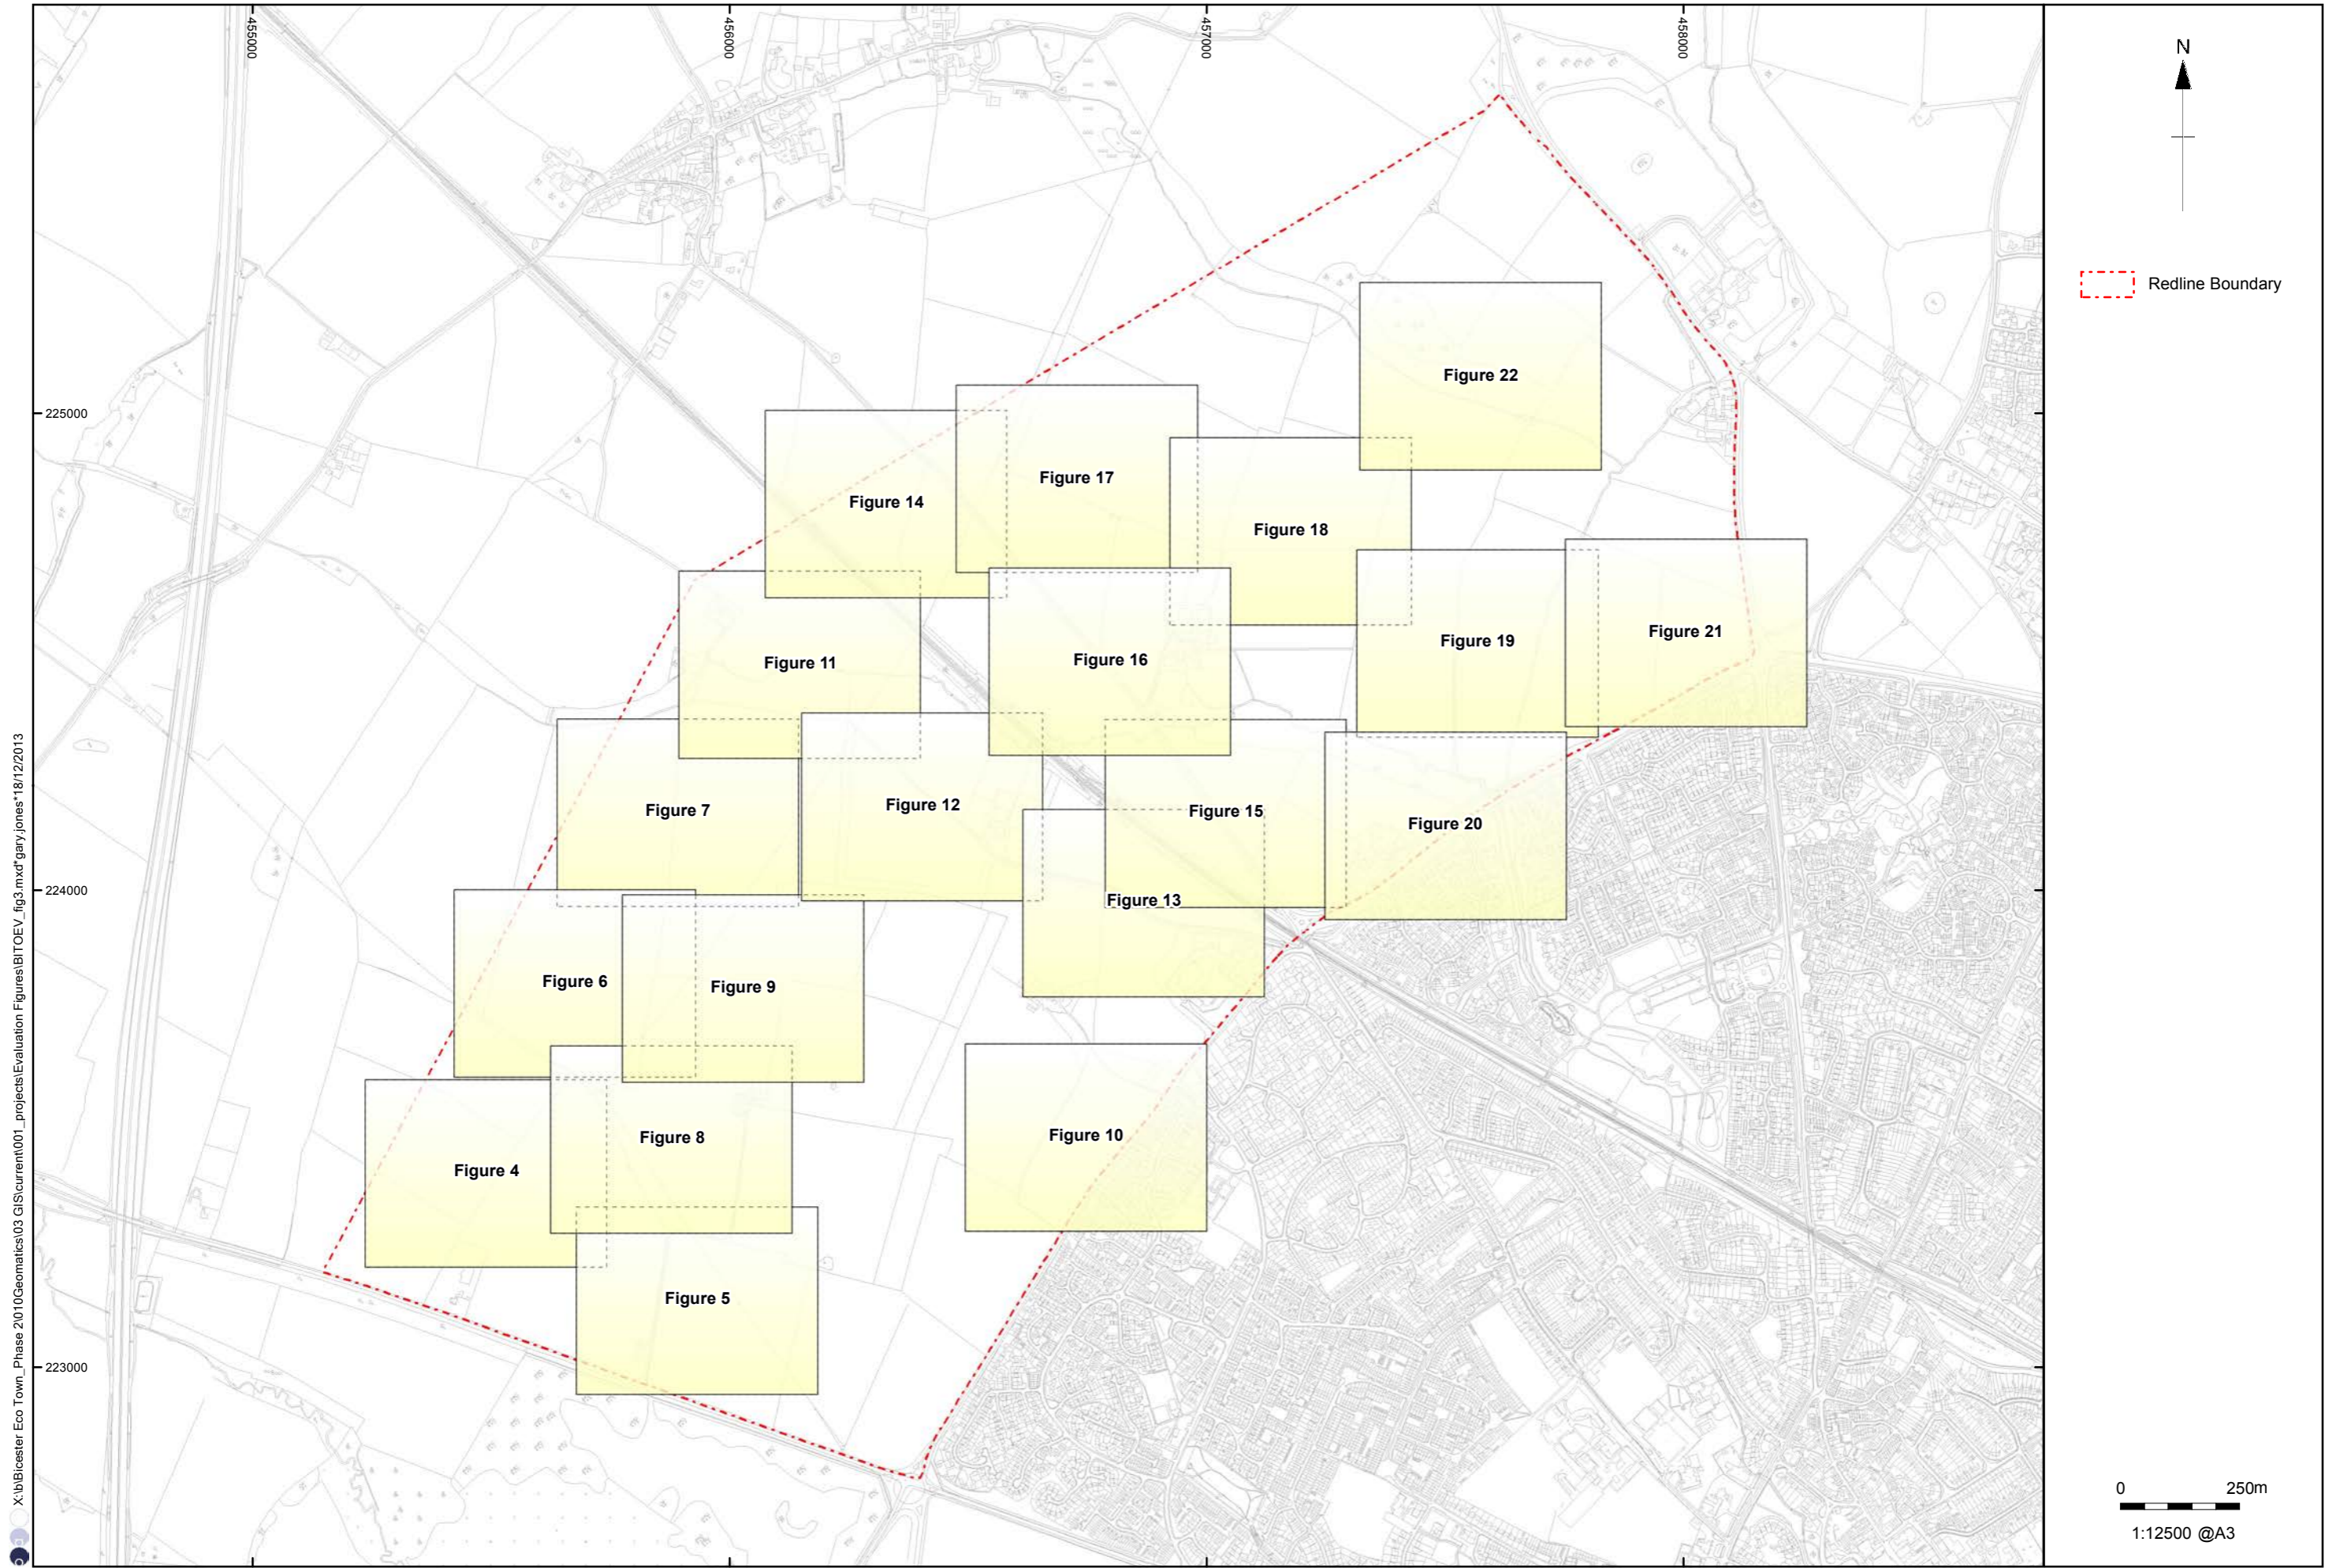 455000
456000
457000
458000
N
Redline Boundary
225000
224000
223000
Figure 22
Figure 17
Figure 14
Figure 18
Figure 21
Figure 19
Figure 16
Figure 11
Figure 12
Figure 7
Figure 15
Figure 20
Figure 13
Figure 6
Figure 9
Figure 10
Figure 8
Figure 4
Figure 5
0 250m
1:12500 @A3
X:\b\Bicester Eco Town_Phase 2\010Geomatics\03 GIS\current\001_projects\Evaluation Figures\BITOEV_fig3.mxd*gary.jones*18/12/2013